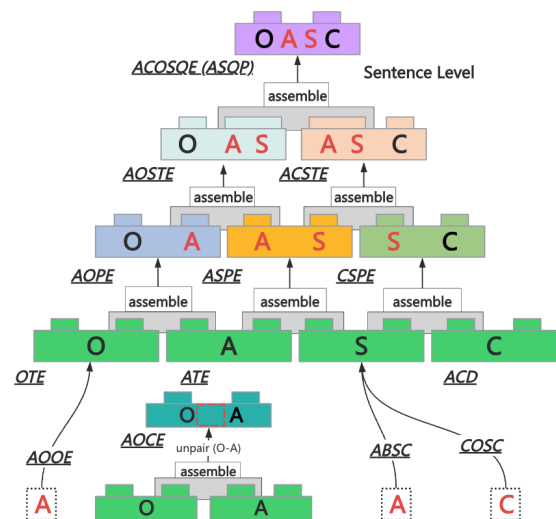 O A S C
ACOSQE (ASQP)
Sentence Level
assemble
O A S
A S C
AOSTE
ACSTE
assemble
assemble
O A
A S
S C
AOPE
ASPE
CSPE
assemble
assemble
assemble
O
A
S
C
OTE
ATE
ACD
O A
AOCE
unpair (O-A)
AOOE
ABSC
COSC
assemble
A
O
A
A
C